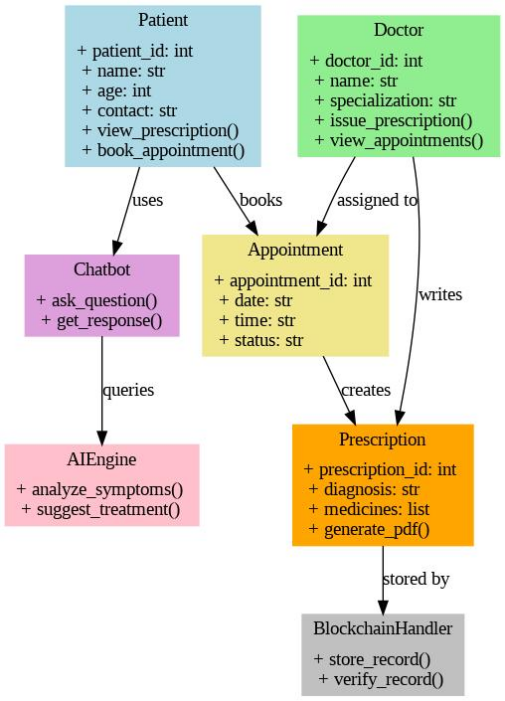 Patient
+ patient_id: int
+ name: str
+ age: int
+ contact: str
+ view_prescription()
+ book_appointment()
Doctor
+ doctor_id: int
+ name: str
+ specialization: str
+ issue_prescription()
+ view_appointments()
uses
books
assigned to
Chatbot
+ ask_question()
+ get_response()
Appointment
+ appointment_id: int
+ date: str
+ time: str
+ status: str
writes
queries
creates
AIEngine
+ analyze_symptoms()
+ suggest_treatment()
Prescription
+ prescription_id: int
+ diagnosis: str
+ medicines: list
+ generate_pdf()
stored by
BlockchainHandler
+ store_record()
+ verify_record()